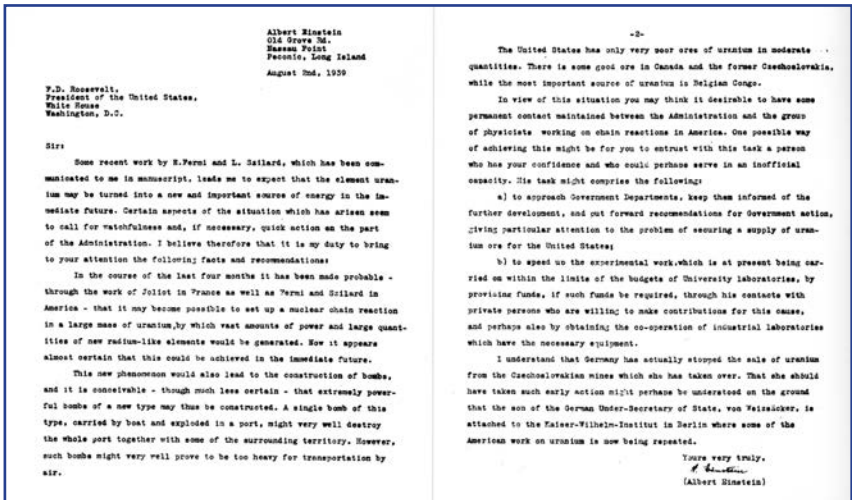 Albert Einstein
Old Grove Rd.
Nassau Point
Peconic, Long Island
August 2nd, 1939
F.D. Roosevelt,
President of the United States,
White House
Washington, D.C.
Sir:
Some recent work by E.Fermi and L. Szilard, which has been com-
municated to me in manuscript, leads me to expect that the element uran-
ium may be turned into a new and important source of energy in the im-
mediate future. Certain aspects of the situation which has arisen seem
to call for watchfulness and, if necessary, quick action on the part
of the Administration. I believe therefore that it is my duty to bring
to your attention the following facts and recommendations:
In the course of the last four months it has been made probable -
through the work of Joliot in France as well as Fermi and Szilard in
America - that it may become possible to set up a nuclear chain reaction
in a large mass of uranium,by which vast amounts of power and large quant-
ities of new radium-like elements would be generated. Now it appears
almost certain that this could be achieved in the immediate future.
This new phenomenon would also lead to the construction of bombs,
and it is conceivable - though much less certain - that extremely power-
ful bombs of a new type may thus be constructed. A single bomb of this
type, carried by boat and exploded in a port, might very well destroy
the whole port together with some of the surrounding territory. However,
such bombs might very well prove to be too heavy for transportation by
air.
-2-
The United States has only very poor ores of uranium in moderate
quantities. There is some good ore in Canada and the former Czechoslovakia,
while the most important source of uranium is Belgian Congo.
In view of this situation you may think it desirable to have some
permanent contact maintained between the Administration and the group
of physicists working on chain reactions in America. One possible way
of achieving this might be for you to entrust with this task a person
who has your confidence and who could perhaps serve in an inofficial
capacity. His task might comprise the following:
a) to approach Government Departments, keep them informed of the
further development, and put forward recommendations for Government action,
giving particular attention to the problem of securing a supply of uran-
ium ore for the United States;
b) to speed up the experimental work,which is at present being car-
ried on within the limits of the budgets of University laboratories, by
providing funds, if such funds be required, through his contacts with
private persons who are willing to make contributions for this cause,
and perhaps also by obtaining the co-operation of industrial laboratories
which have the necessary equipment.
I understand that Germany has actually stopped the sale of uranium
from the Czechoslovakian mines which she has taken over. That she should
have taken such early action might perhaps be understood on the ground
that the son of the German Under-Secretary of State, von Weizsäcker, is
attached to the Kaiser-Wilhelm-Institut in Berlin where some of the
American work on uranium is now being repeated.
Yours very truly,
A. Einstein
(Albert Einstein)